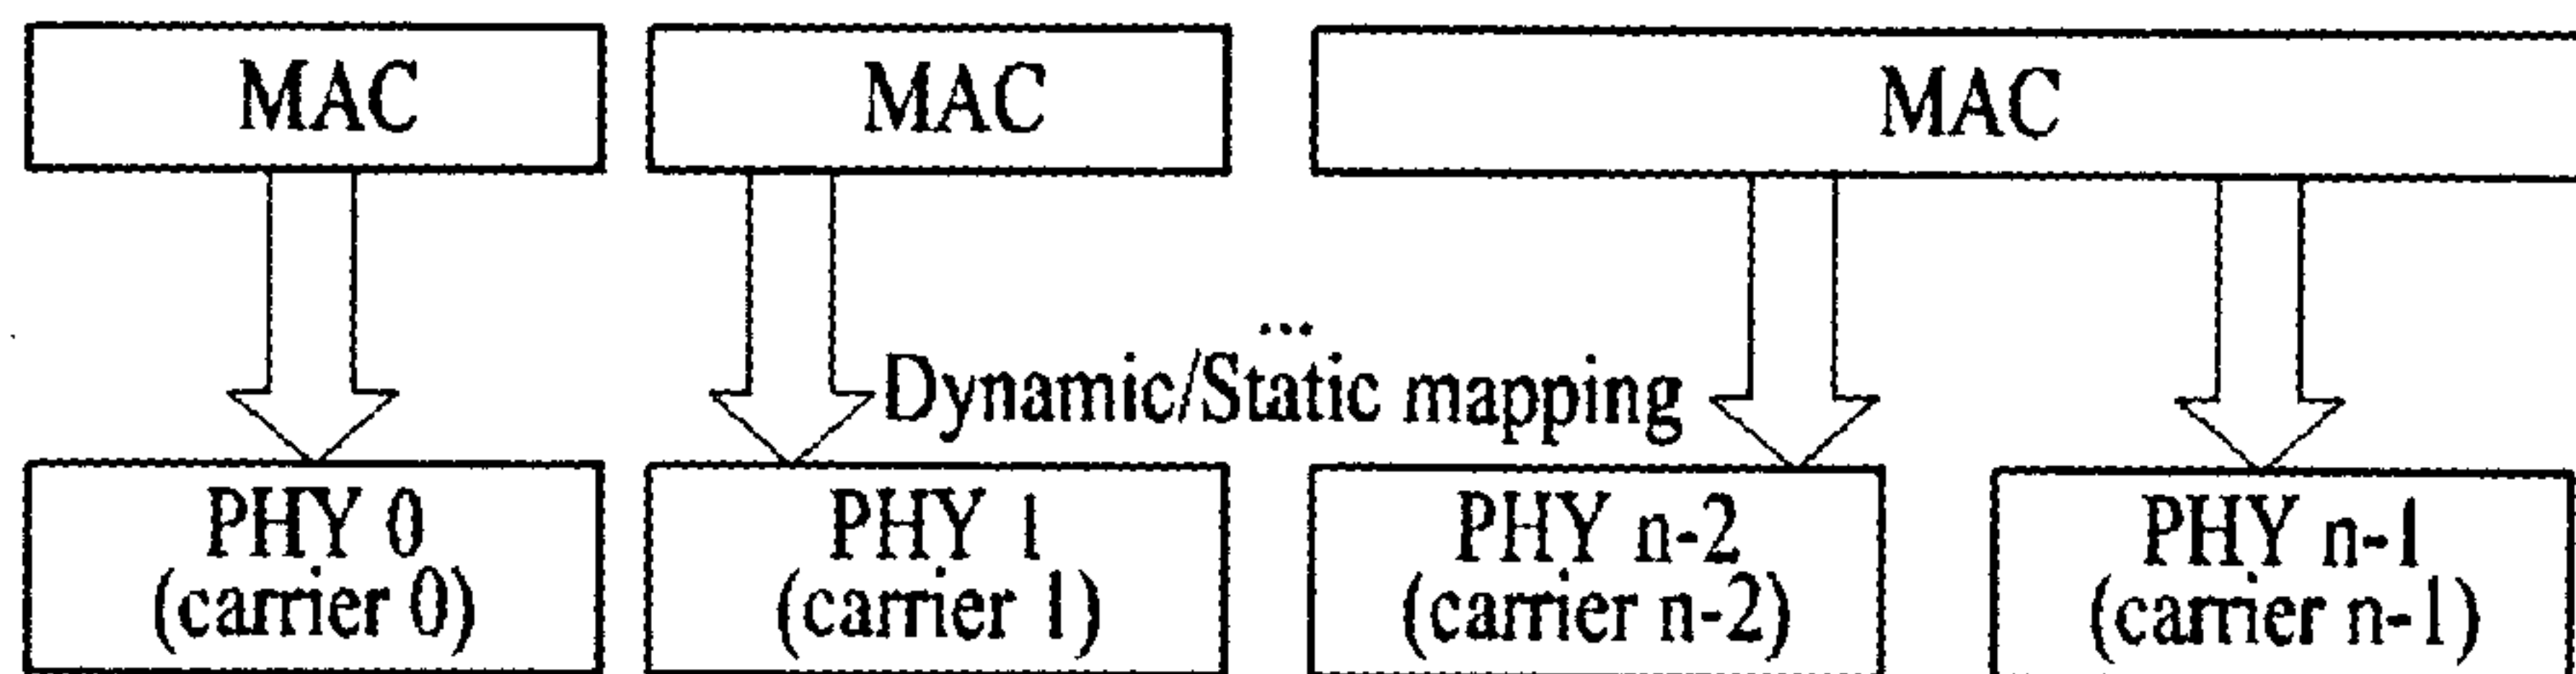 MAC
MAC
MAC
...
Dynamic/Static mapping
PHY 0
(carrier 0)
PHY 1
(carrier 1)
PHY n-2
(carrier n-2)
PHY n-1
(carrier n-1)